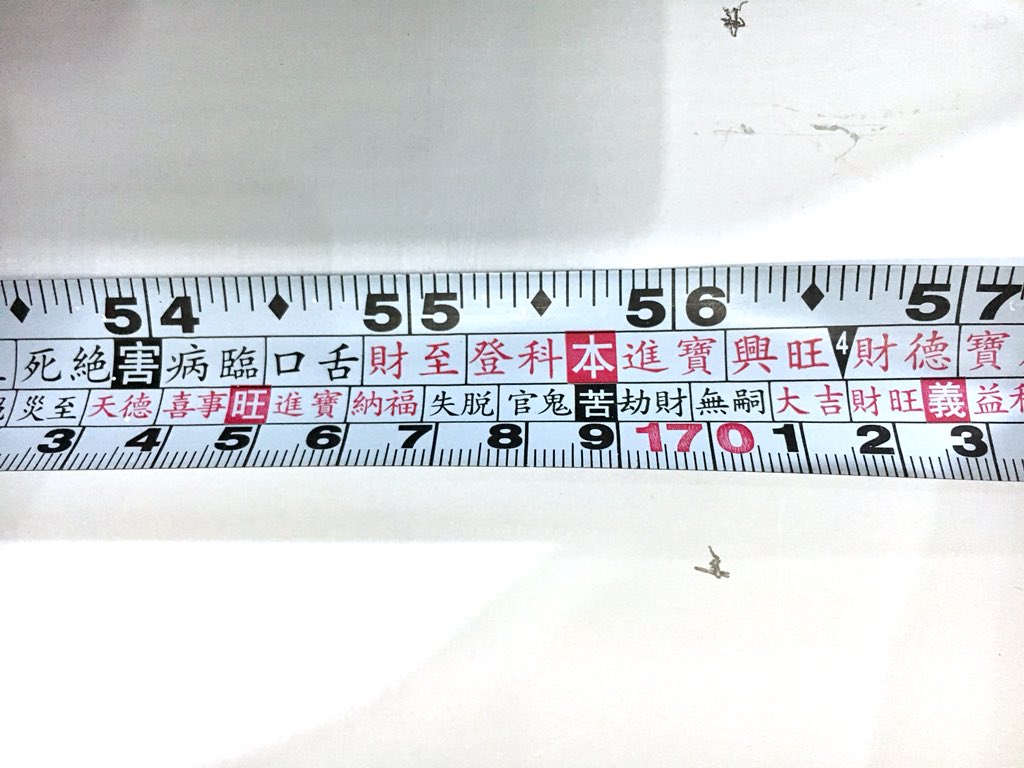 54 55 56 57
死絕 害 病臨 口舌 財至 登科 本 進寶 興旺 4 財德 寶
災至 天德 喜事 旺 進寶 納福 失脱 官鬼 苦 劫財 無嗣 大吉 財旺 義 益
3 4 5 6 7 8 9 170 1 2 3